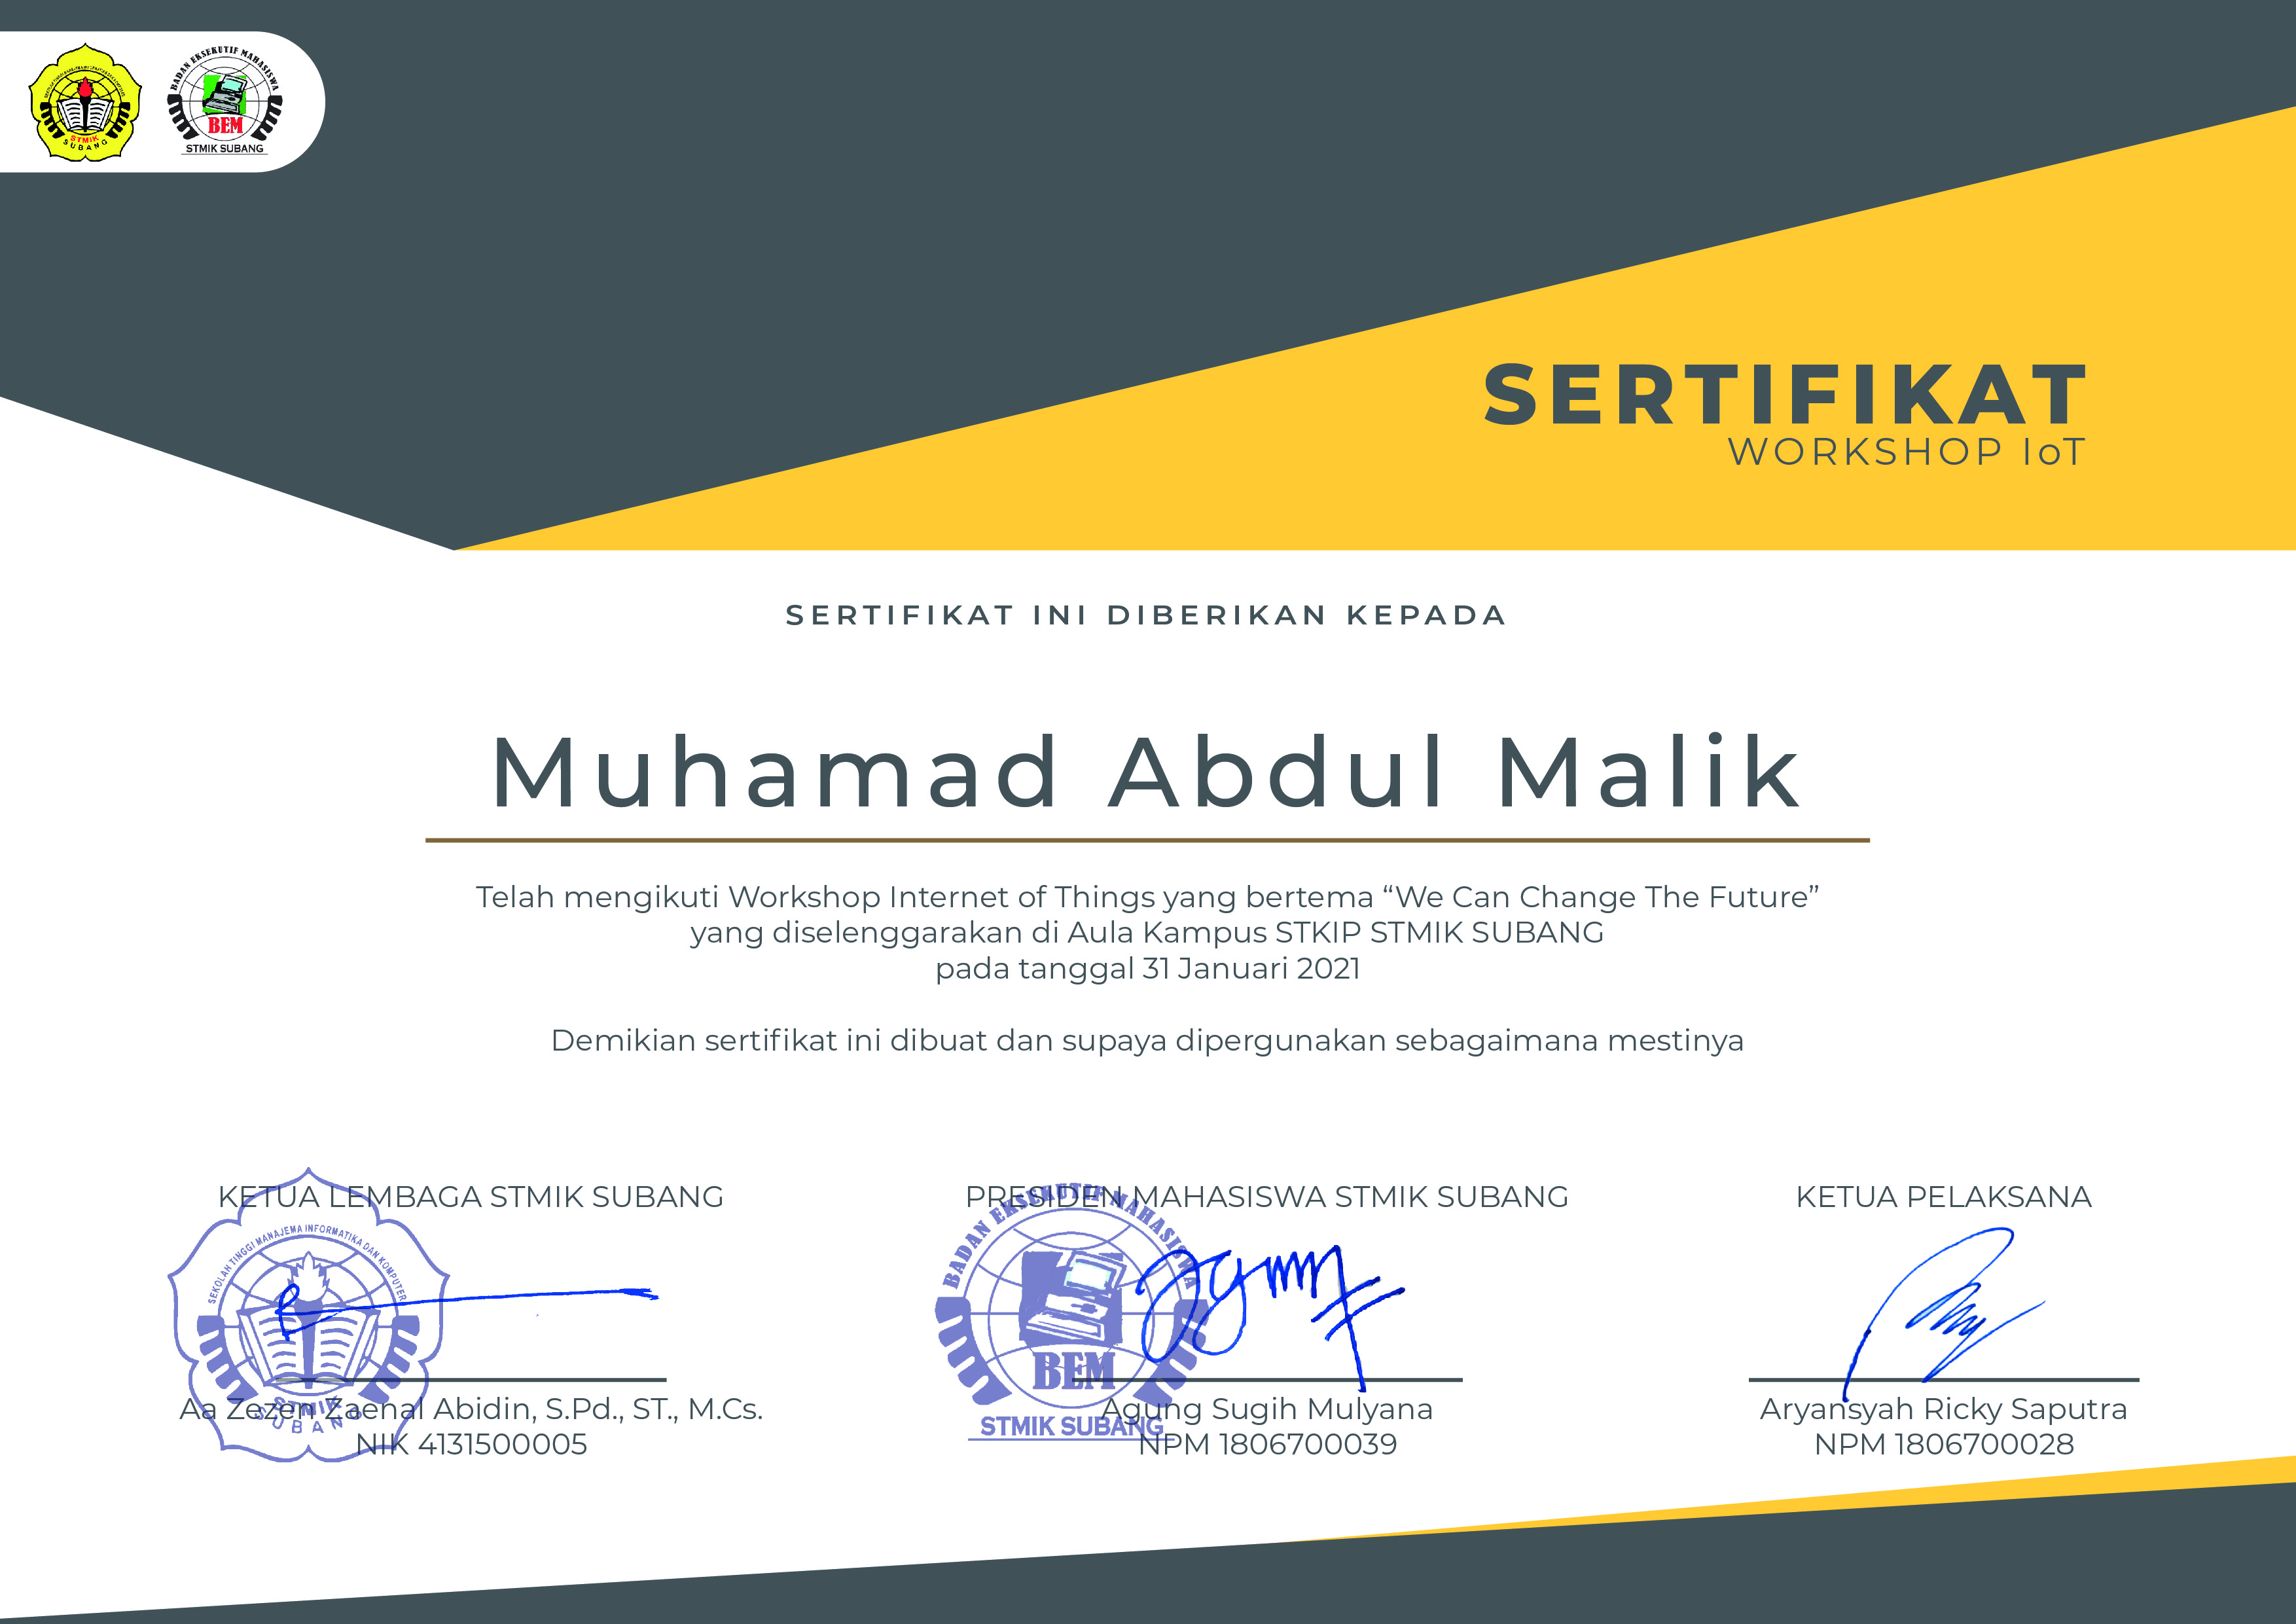 BADAN EKSEKUTIF MAHASISWA
BEM
STMIK SUBANG
STMIK
SUBANG
SERTIFIKAT
WORKSHOP IoT
SERTIFIKAT INI DIBERIKAN KEPADA
Muhamad Abdul Malik
Telah mengikuti Workshop Internet of Things yang bertema “We Can Change The Future”
yang diselenggarakan di Aula Kampus STKIP STMIK SUBANG
pada tanggal 31 Januari 2021
Demikian sertifikat ini dibuat dan supaya dipergunakan sebagaimana mestinya
KETUA LEMBAGA STMIK SUBANG
SEKOLAH TINGGI MANAJEMA INFORMATIKA DAN KOMPUTER
STMIK
SUBANG
Aa Zezen Zaenal Abidin, S.Pd., ST., M.Cs.
NIK 4131500005
PRESIDEN MAHASISWA STMIK SUBANG
BADAN EKSEKUTIF MAHASISWA
BEM
STMIK SUBANG
Agung Sugih Mulyana
NPM 1806700039
KETUA PELAKSANA
Aryansyah Ricky Saputra
NPM 1806700028